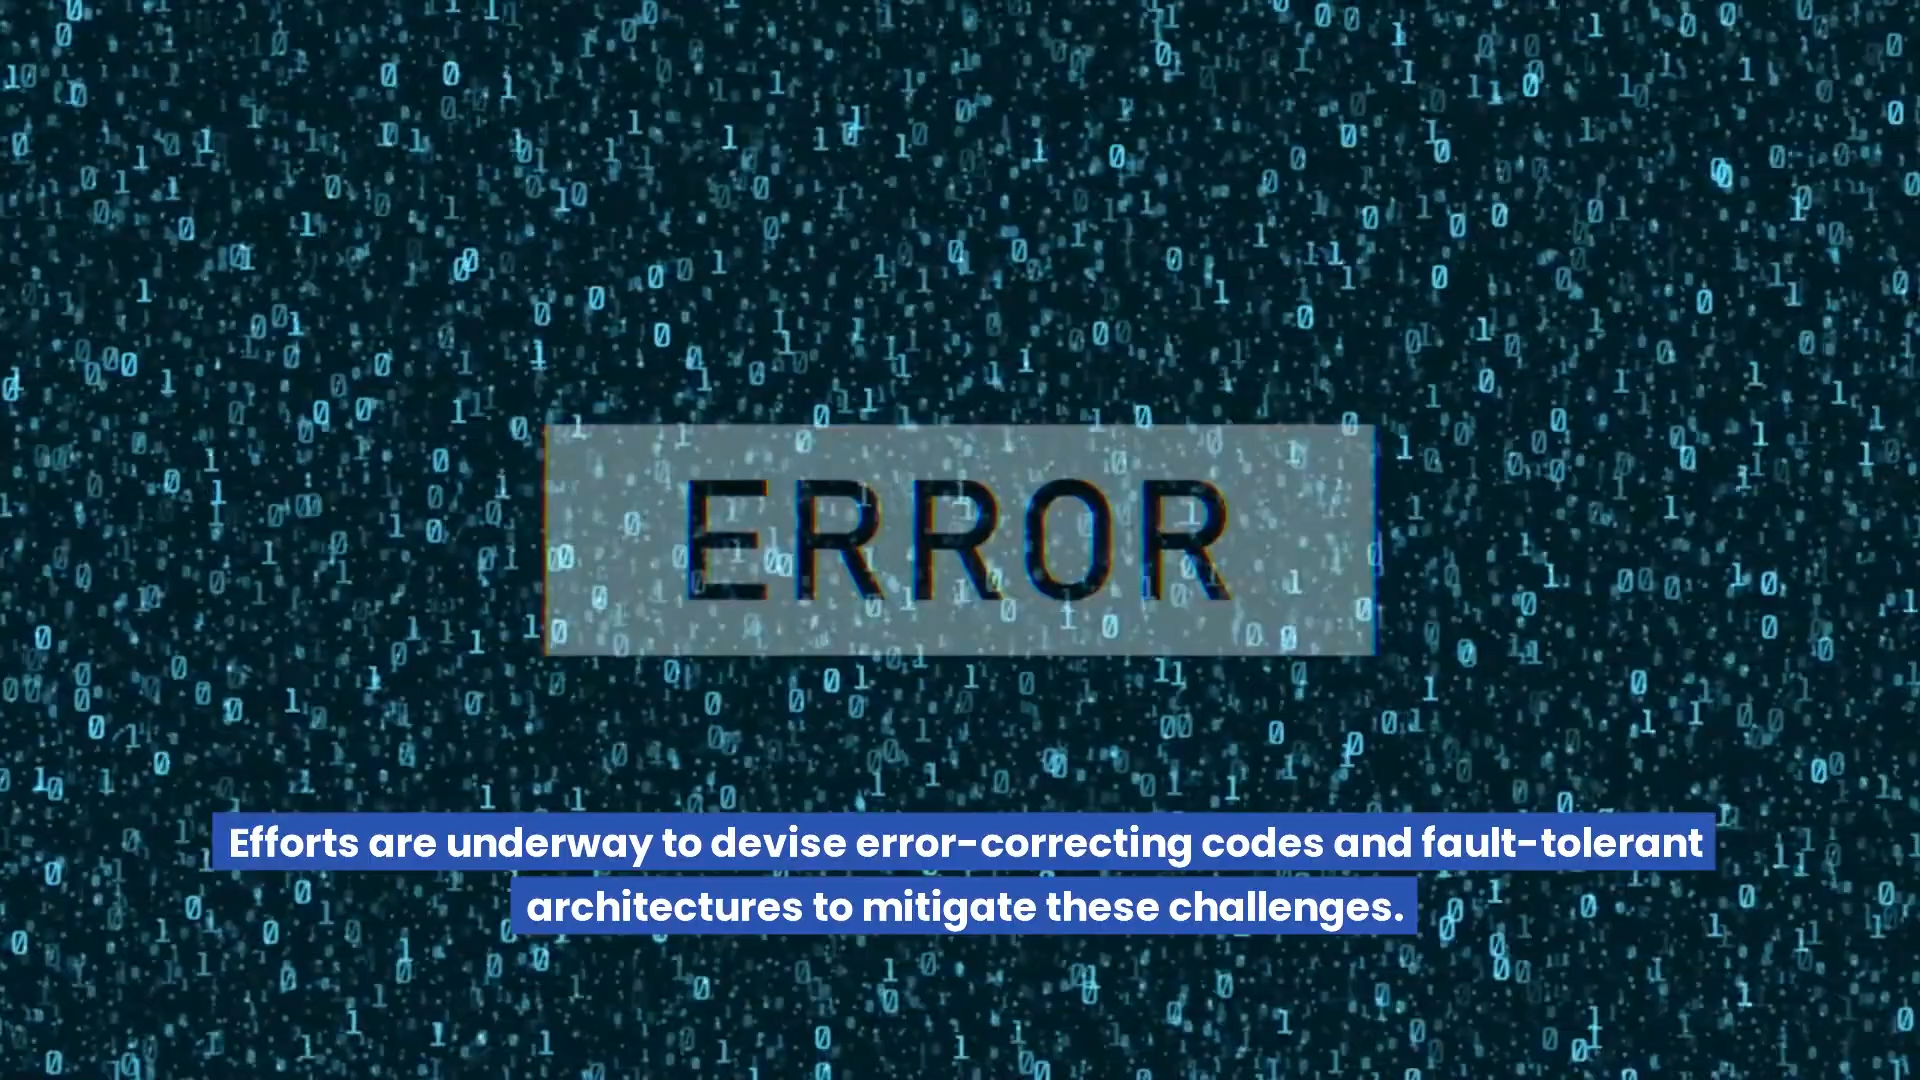 ERROR
Efforts are underway to devise error-correcting codes and fault-tolerant
architectures to mitigate these challenges.